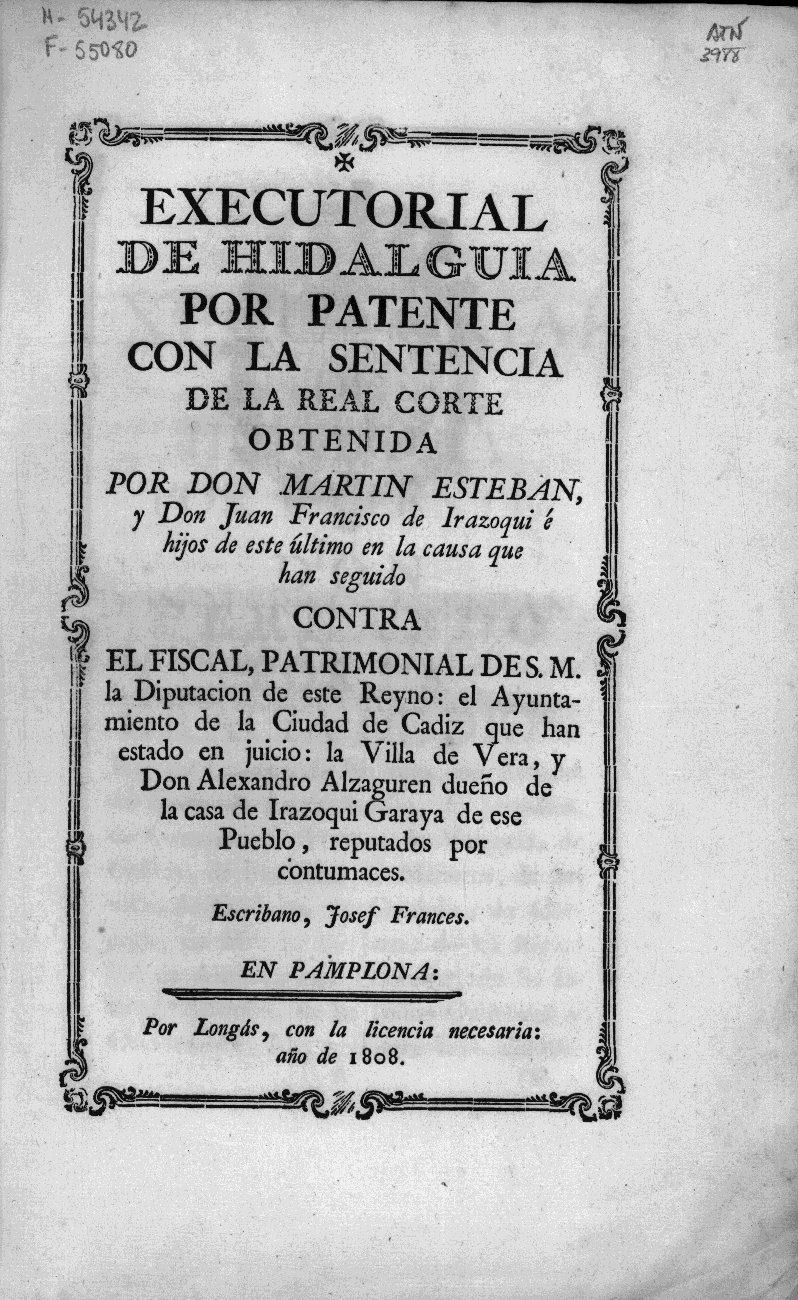 M- 54342
F- 55080
ATN
3988
✠
EXECUTORIAL
DE HIDALGUIA
POR PATENTE
CON LA SENTENCIA
DE LA REAL CORTE
OBTENIDA
POR DON MARTIN ESTEBAN,
y Don Juan Francisco de Irazoqui é
hijos de este último en la causa que
han seguido
CONTRA
EL FISCAL, PATRIMONIAL DE S. M.
la Diputacion de este Reyno: el Ayunta-
miento de la Ciudad de Cadiz que han
estado en juicio: la Villa de Vera, y
Don Alexandro Alzaguren dueño de
la casa de Irazoqui Garaya de ese
Pueblo, reputados por
contumaces.
Escribano, Josef Frances.
EN PAMPLONA:
Por Longás, con la licencia necesaria:
año de 1808.